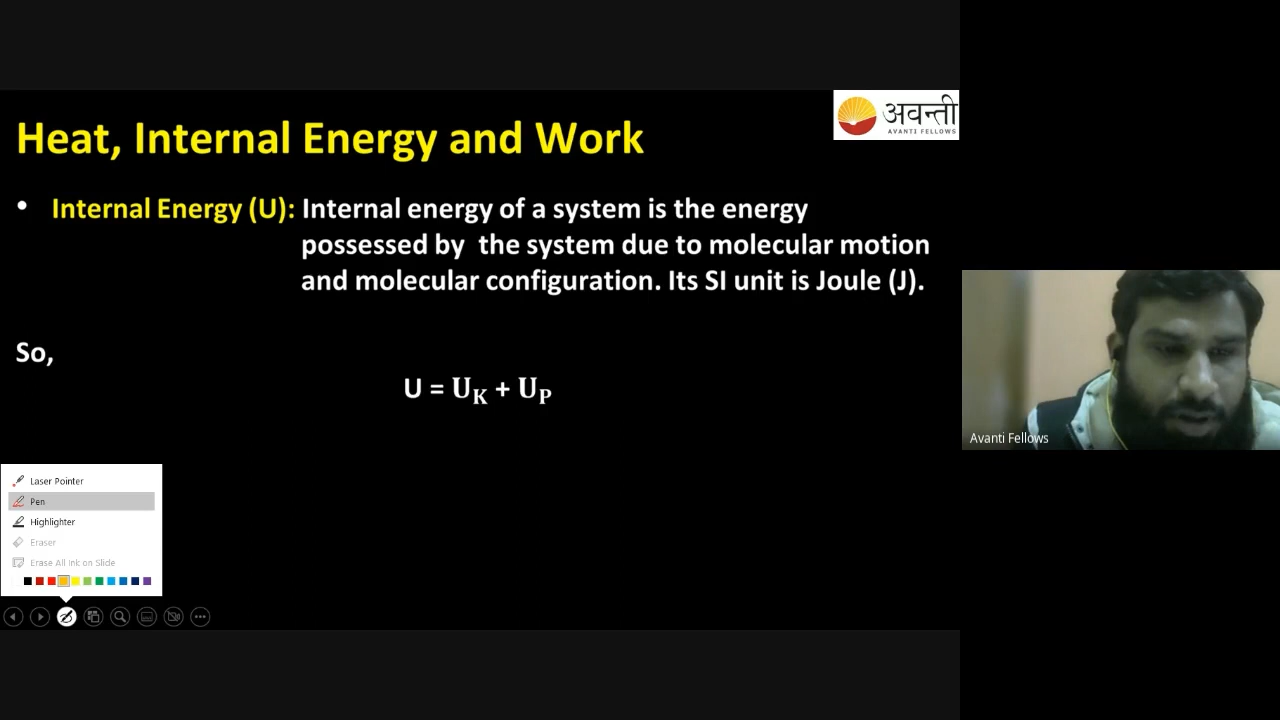 अवन्ती
AVANTI FELLOWS
Heat, Internal Energy and Work
• Internal Energy (U): Internal energy of a system is the energy
possessed by the system due to molecular motion
and molecular configuration. Its SI unit is Joule (J).
So,
U = U_K + U_P
Avanti Fellows
Laser Pointer
Pen
Highlighter
Eraser
Erase All Ink on Slide